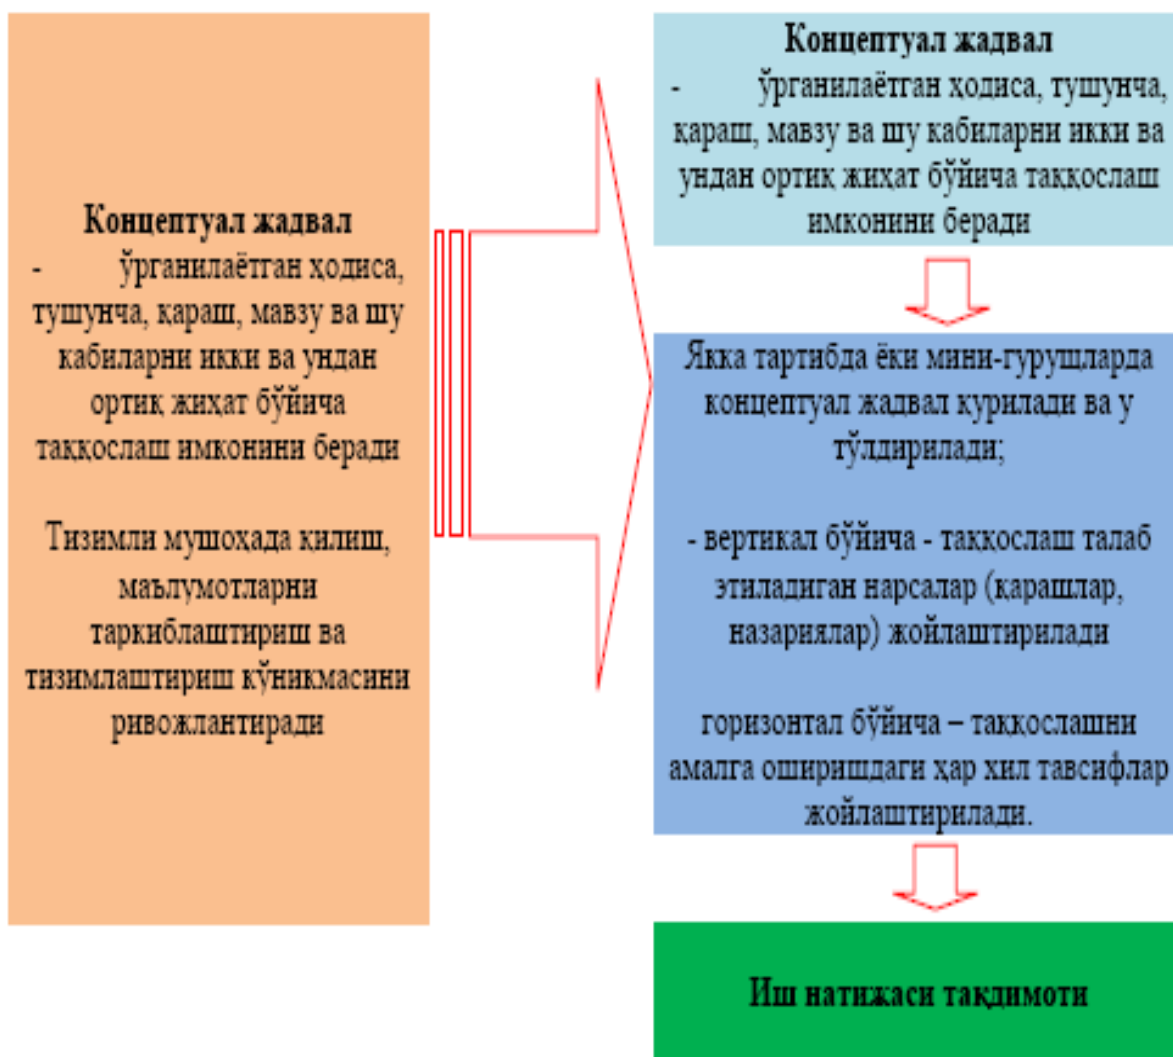 Концептуал жадвал
- ўрганилаётган ҳодиса,
тушунча, қараш, мавзу ва шу
кабиларни икки ва ундан
ортиқ жиҳат бўйича
таққослаш имконини беради
Тизимли мушоҳада қилиш,
маълумотларни
таркиблаштириш ва
тизимлаштириш кўникмасини
ривожлантиради
Концептуал жадвал
- ўрганилаётган ҳодиса, тушунча,
қараш, мавзу ва шу кабиларни икки ва
ундан ортиқ жиҳат бўйича таққослаш
имконини беради
Якка тартибда ёки мини-гурушларда
концептуал жадвал қурилади ва у
тўлдирилади;
- вертикал бўйича - таққослаш талаб
этиладиган нарсалар (қарашлар,
назариялар) жойлаштирилади
горизонтал бўйича – таққослашни
амалга оширишдаги ҳар хил тавсифлар
жойлаштирилади.
Иш натижаси тақдимоти